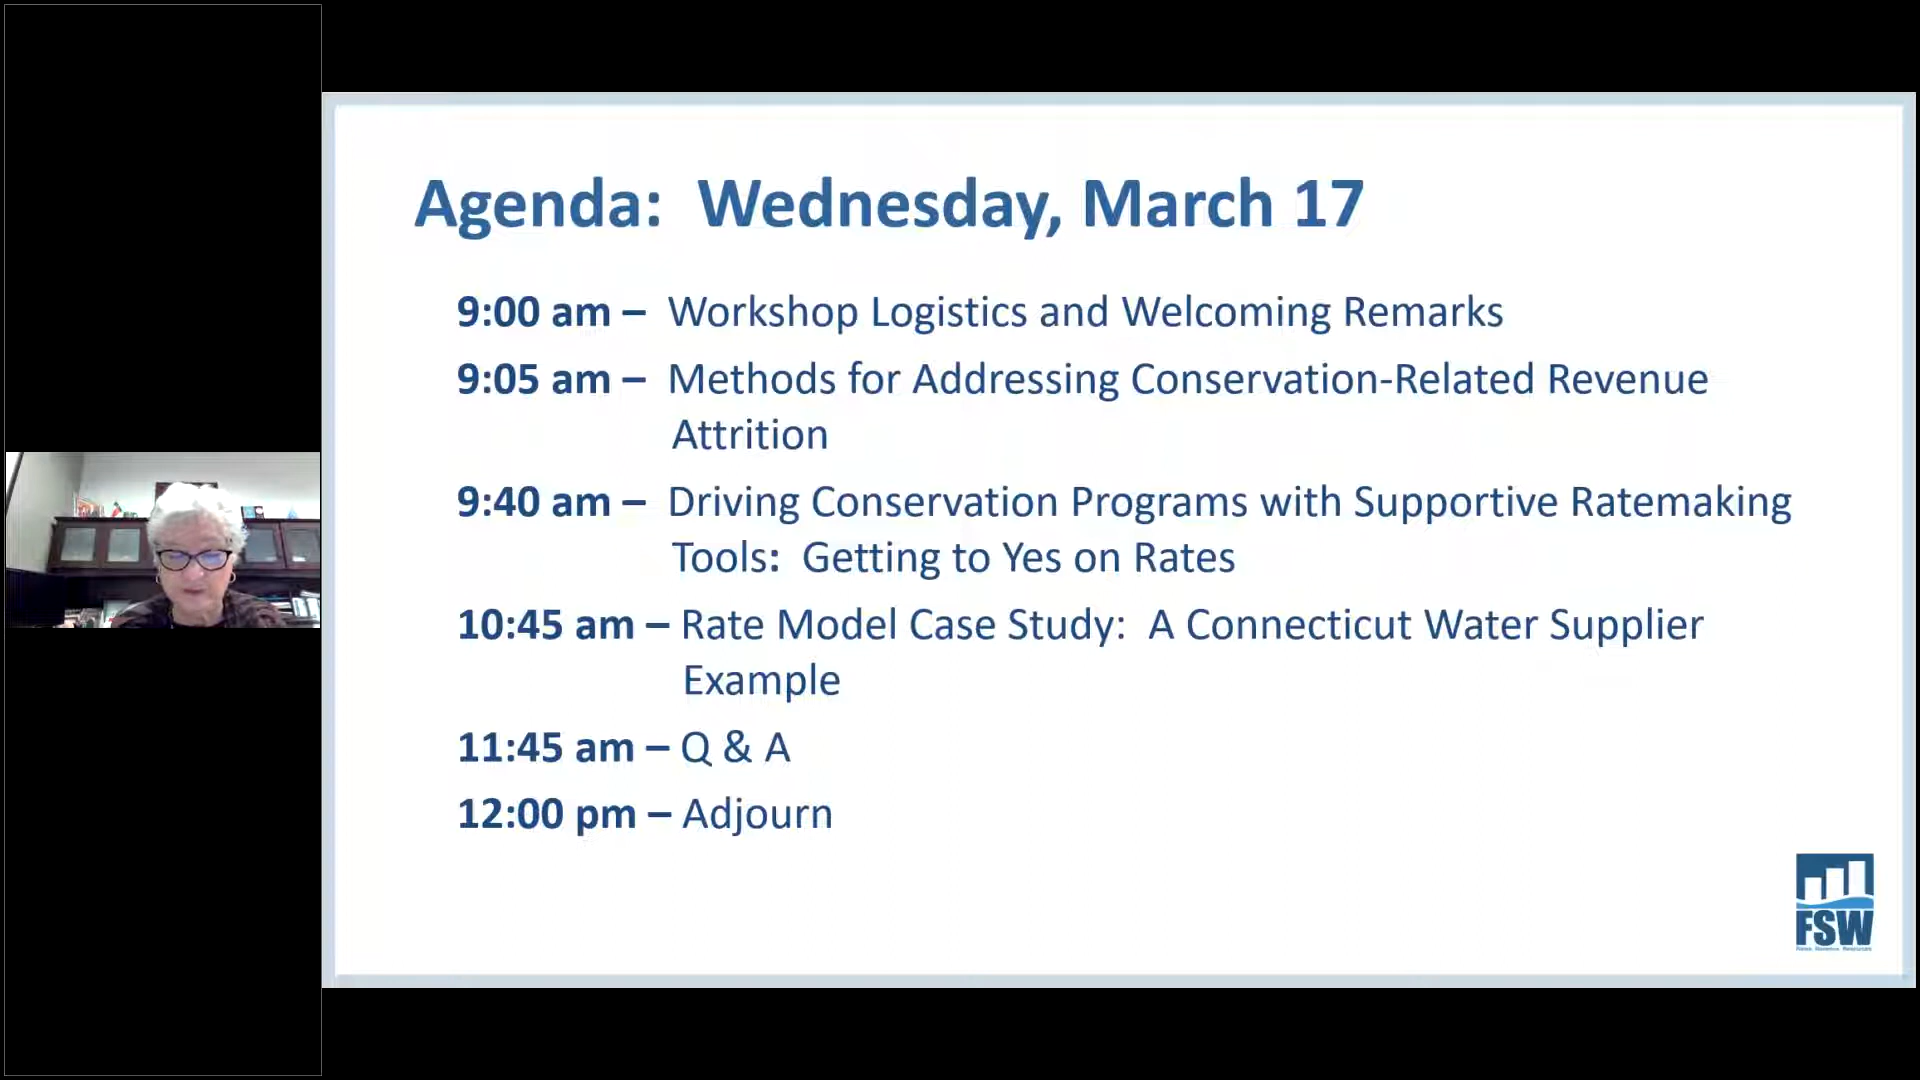 Agenda:  Wednesday, March 17
9:00 am –  Workshop Logistics and Welcoming Remarks
9:05 am –  Methods for Addressing Conservation-Related Revenue
Attrition
9:40 am –  Driving Conservation Programs with Supportive Ratemaking
Tools:  Getting to Yes on Rates
10:45 am – Rate Model Case Study:  A Connecticut Water Supplier
Example
11:45 am – Q & A
12:00 pm – Adjourn
FSW